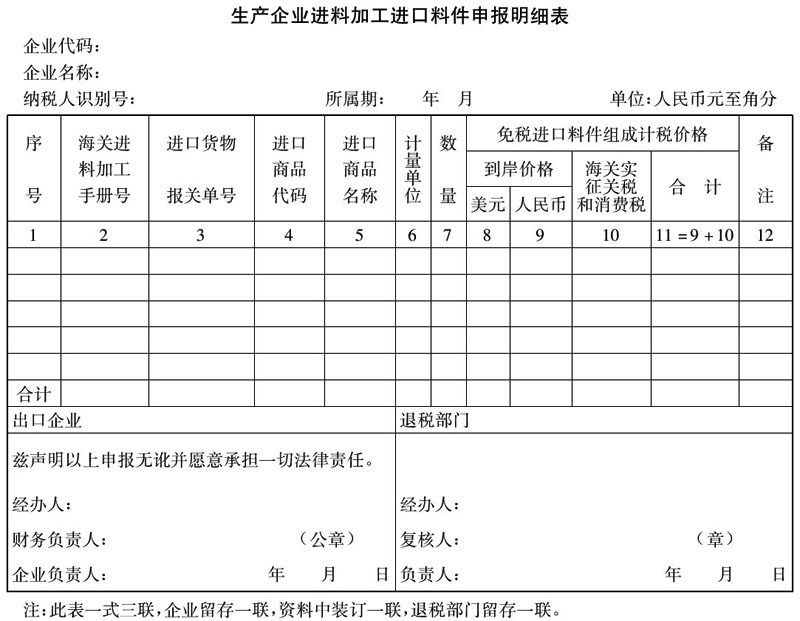 生产企业进料加工进口料件申报明细表
企业代码：
企业名称：
纳税人识别号： 所属期： 年 月 单位：人民币元至角分
序号 海关进料加工手册号 进口货物报关单号 进口商品代码 进口商品名称 计量单位 数量 免税进口料件组成计税价格 备注
到岸价格 海关实征关税和消费税 合计
美元 人民币
1 2 3 4 5 6 7 8 9 10 11=9+10 12
合计
出口企业 退税部门
兹声明以上申报无讹并愿意承担一切法律责任。
经办人： 经办人：
财务负责人： （公章） 复核人： （章）
企业负责人： 年 月 日 负责人： 年 月 日
注：此表一式三联，企业留存一联，资料中装订一联，退税部门留存一联。